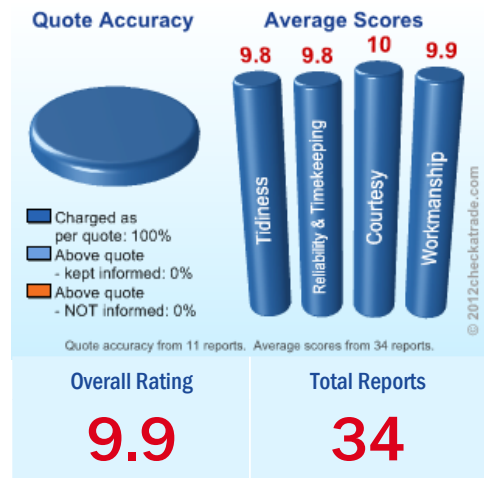 Quote Accuracy
Charged as
per quote: 100%
Above quote
- kept informed: 0%
Above quote
- NOT informed: 0%
Average Scores
9.8
9.8
10
9.9
Tidiness
Reliability & Timekeeping
Courtesy
Workmanship
© 2012checkatrade.com
Quote accuracy from 11 reports. Average scores from 34 reports.
Overall Rating
9.9
Total Reports
34